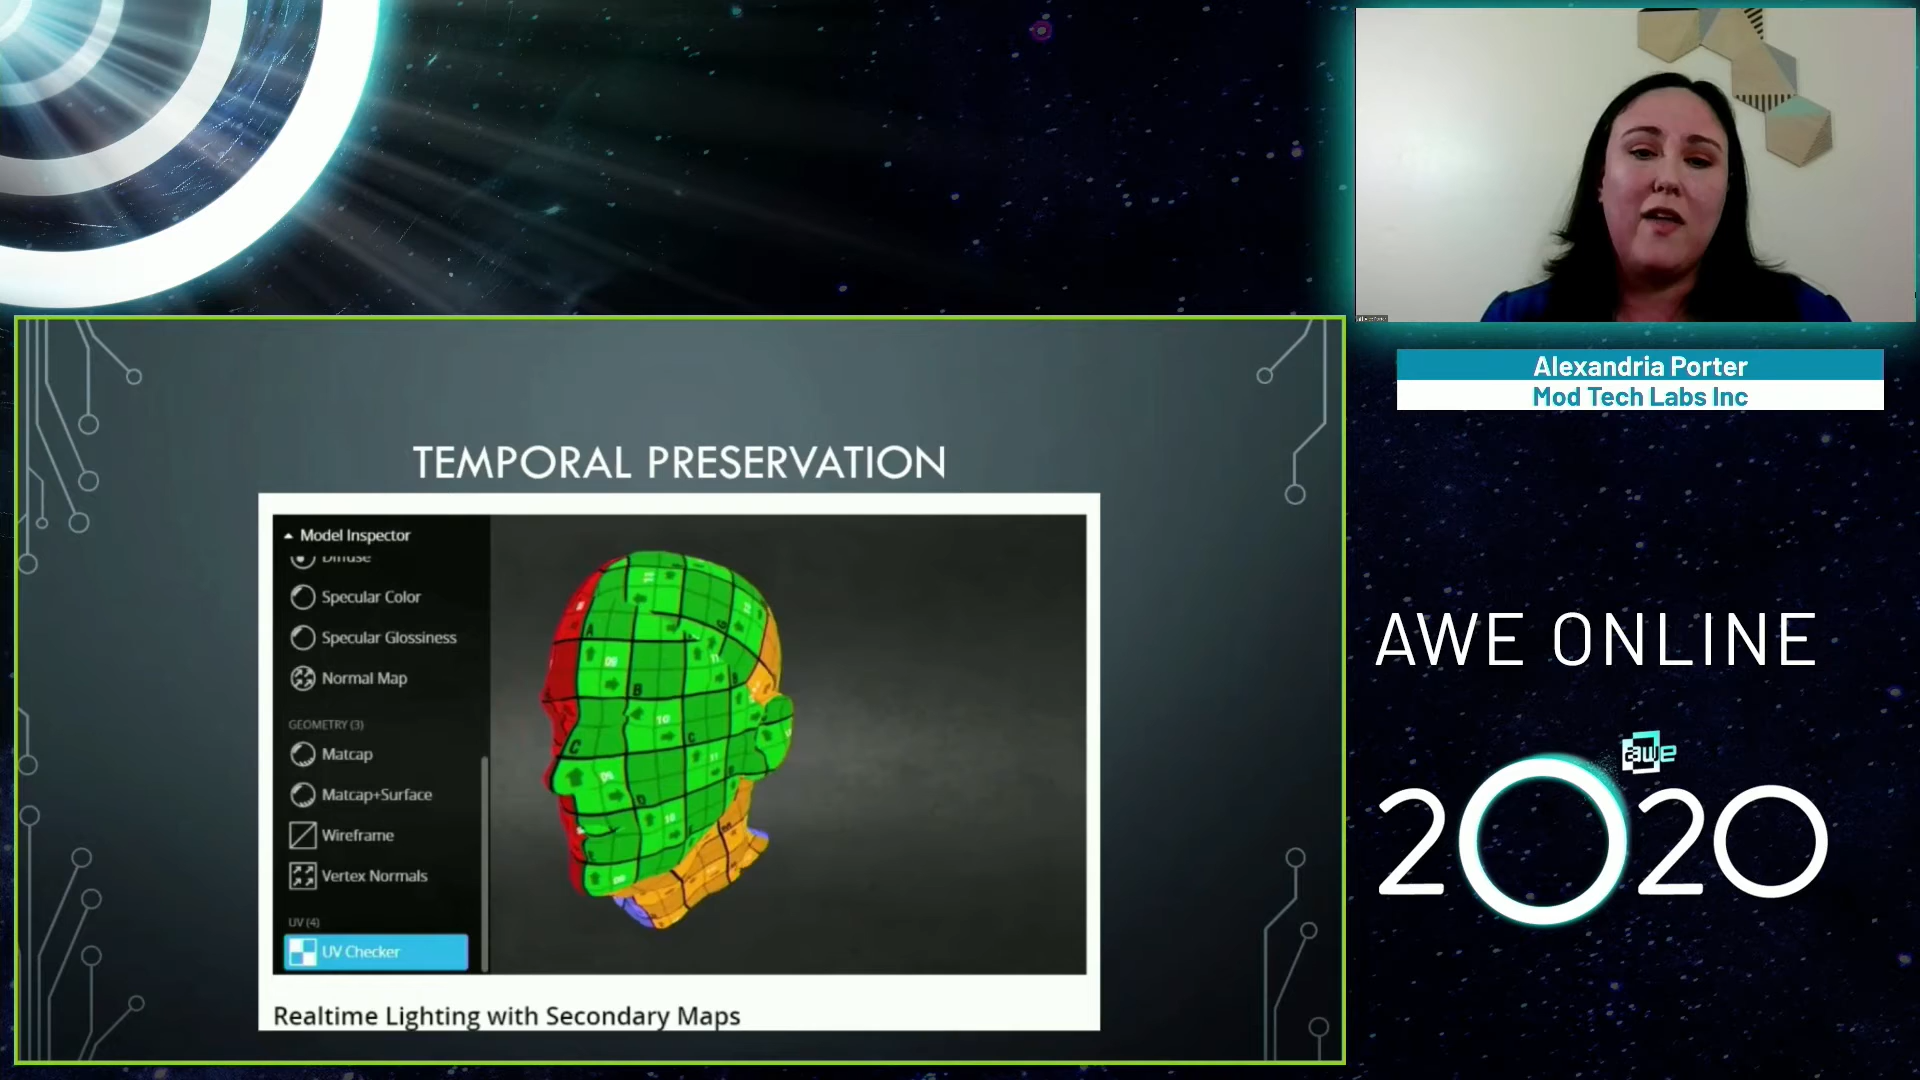 Alexandria Porter
Mod Tech Labs Inc
TEMPORAL PRESERVATION
Model Inspector
Diffuse
Specular Color
Specular Glossiness
Normal Map
GEOMETRY (3)
Matcap
Matcap+Surface
Wireframe
Vertex Normals
UV (4)
UV Checker
Realtime Lighting with Secondary Maps
AWE ONLINE
awe
2020